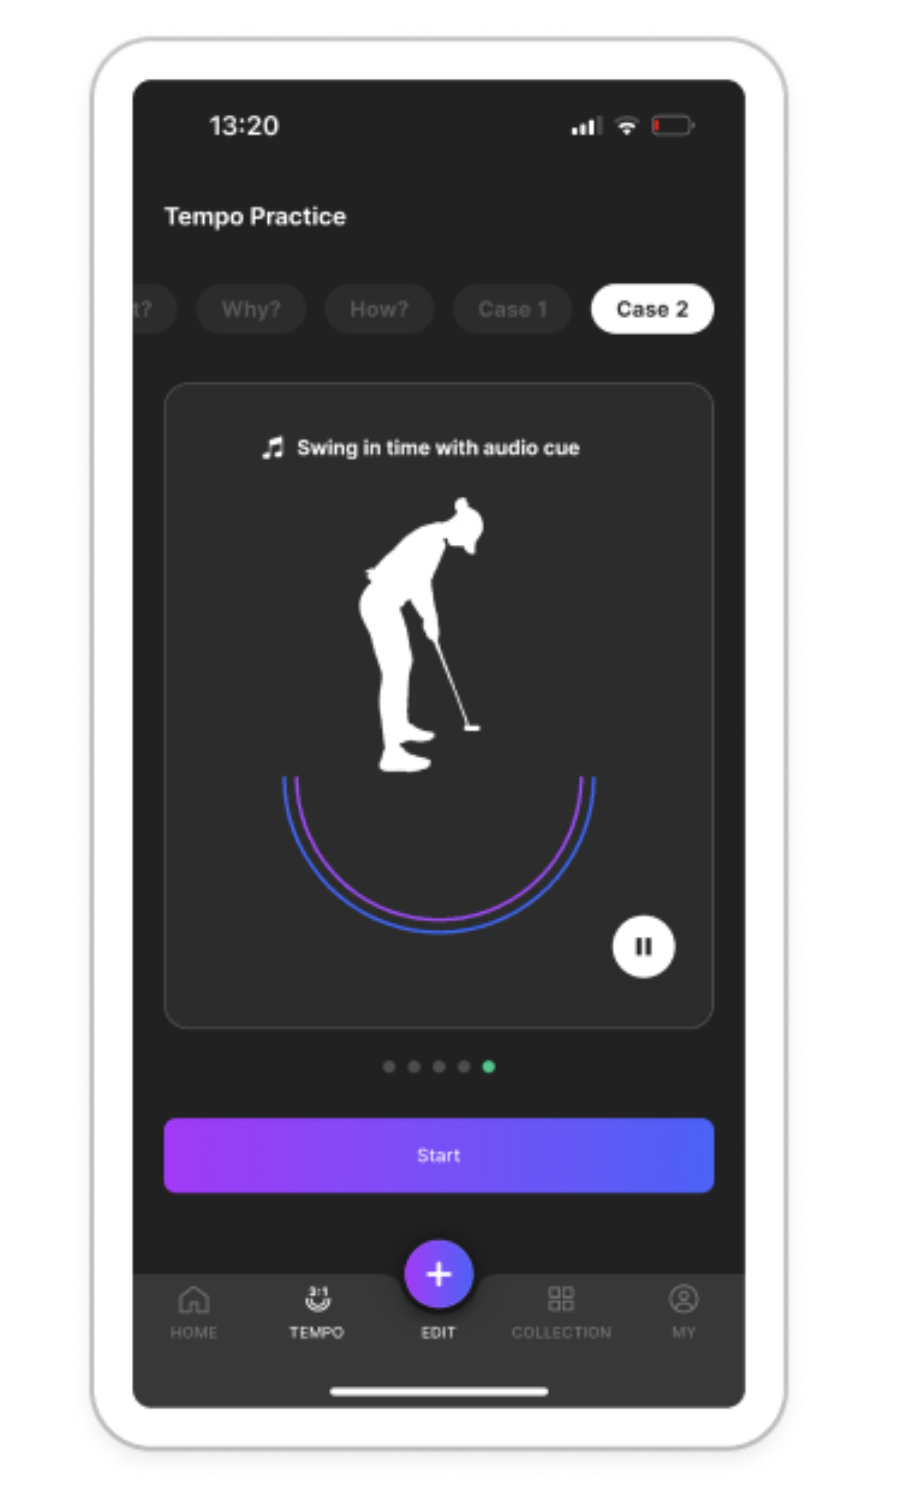 13:20
Tempo Practice
t? Why? How? Case 1 Case 2
Swing in time with audio cue
Start
3:1
HOME TEMPO EDIT COLLECTION MY